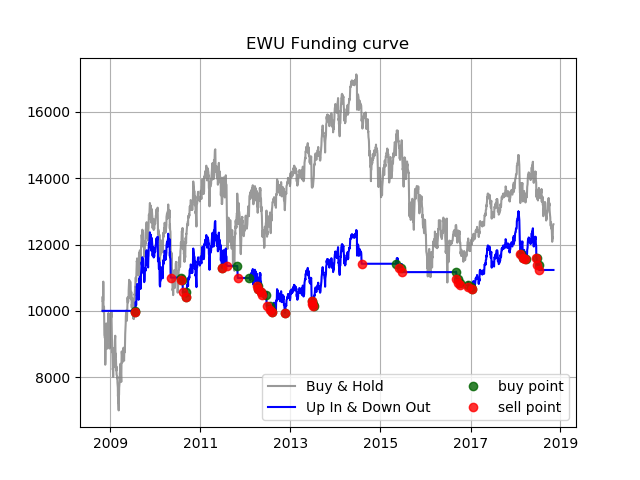 EWU Funding curve
16000
14000
12000
10000
8000
2009 2011 2013 2015 2017 2019
Buy & Hold
Up In & Down Out
buy point
sell point